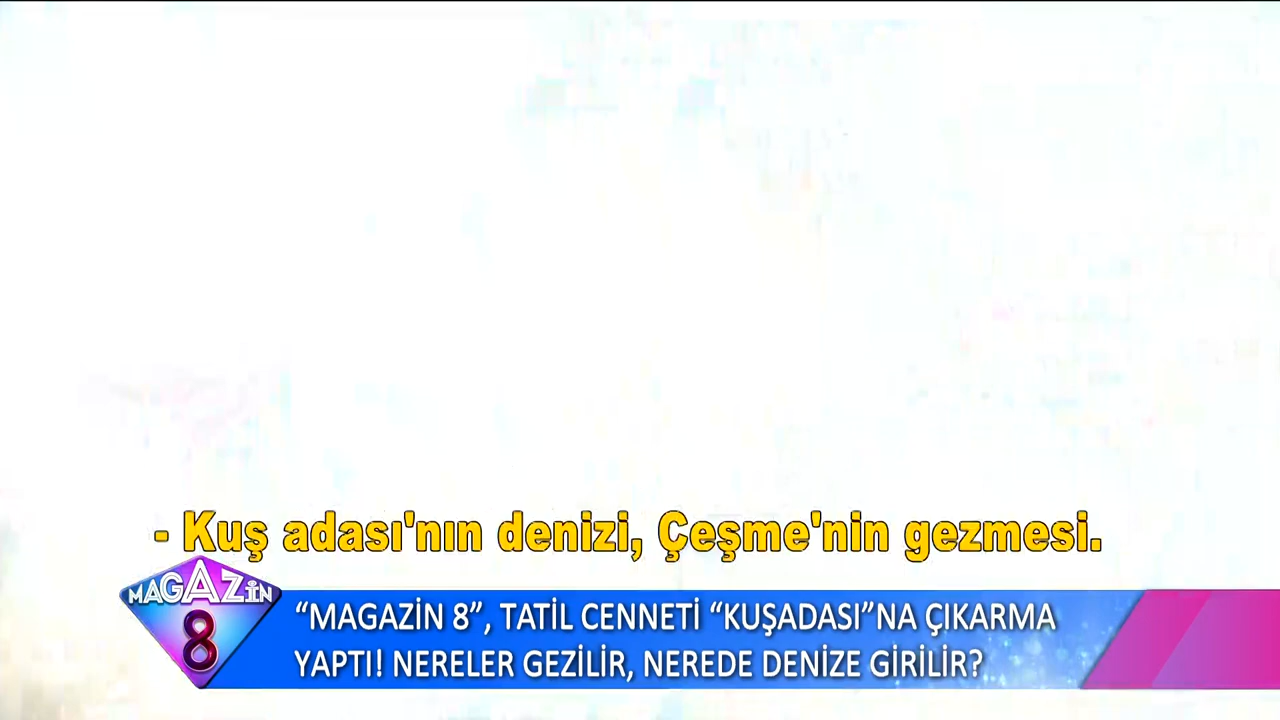 - Kuş adası'nın denizi, Çeşme'nin gezmesi.
MAGAZİN
8
“MAGAZİN 8”, TATİL CENNETİ “KUŞADASI”NA ÇIKARMA
YAPTI! NERELER GEZİLİR, NEREDE DENİZE GİRİLİR?